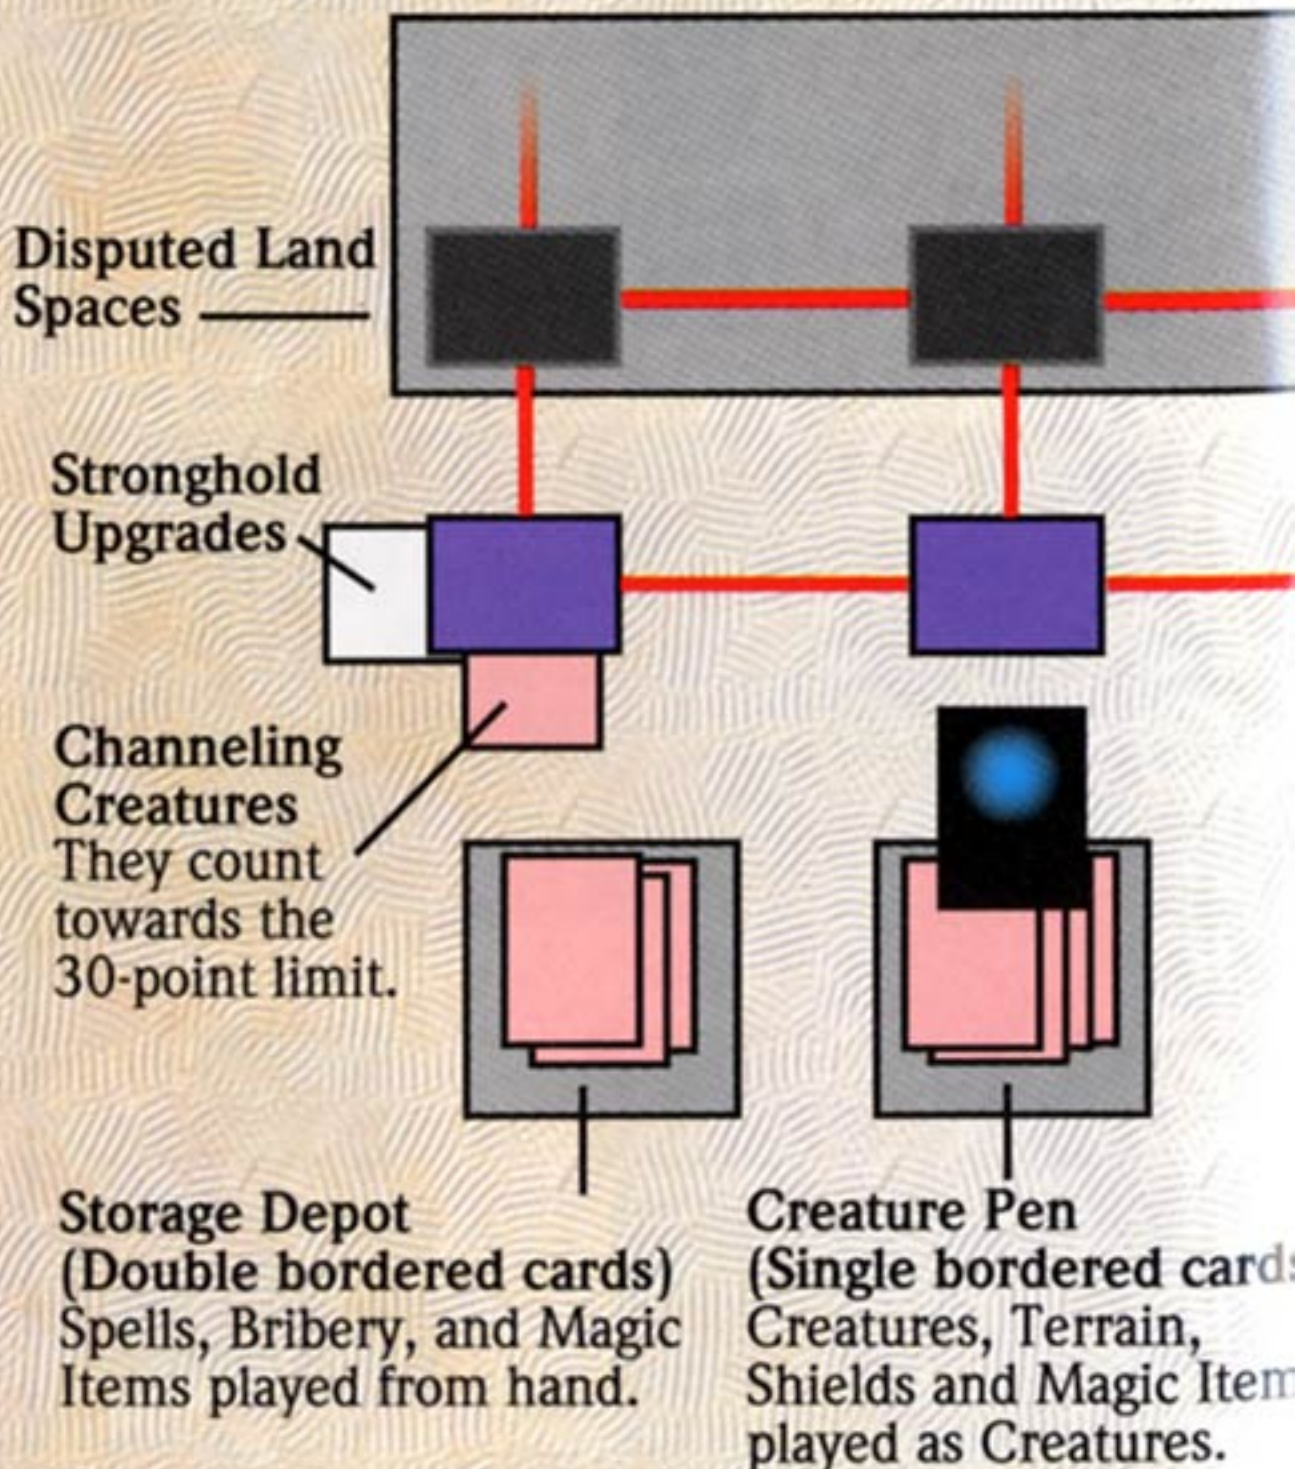 Disputed Land
Spaces
Stronghold
Upgrades
Channeling
Creatures
They count
towards the
30-point limit.
Storage Depot
(Double bordered cards)
Spells, Bribery, and Magic
Items played from hand.
Creature Pen
(Single bordered cards
Creatures, Terrain,
Shields and Magic Item
played as Creatures.